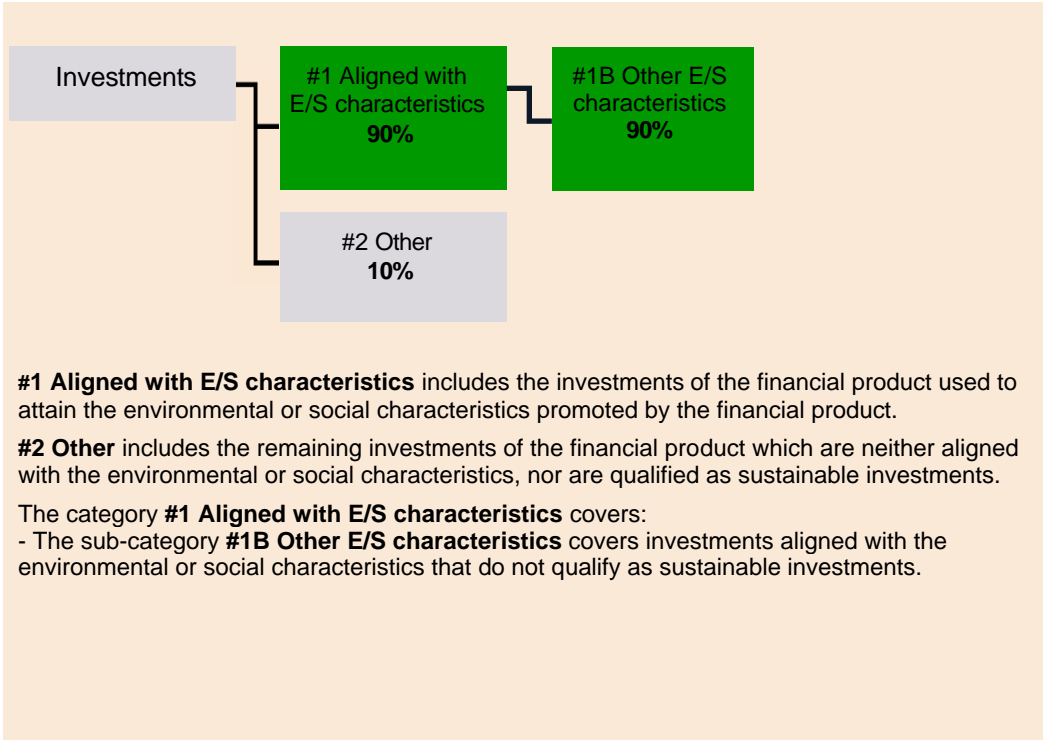 Investments
#1 Aligned with
E/S characteristics
90%
#1B Other E/S
characteristics
90%
#2 Other
10%
#1 Aligned with E/S characteristics includes the investments of the financial product used to
attain the environmental or social characteristics promoted by the financial product.
#2 Other includes the remaining investments of the financial product which are neither aligned
with the environmental or social characteristics, nor are qualified as sustainable investments.
The category #1 Aligned with E/S characteristics covers:
- The sub-category #1B Other E/S characteristics covers investments aligned with the
environmental or social characteristics that do not qualify as sustainable investments.